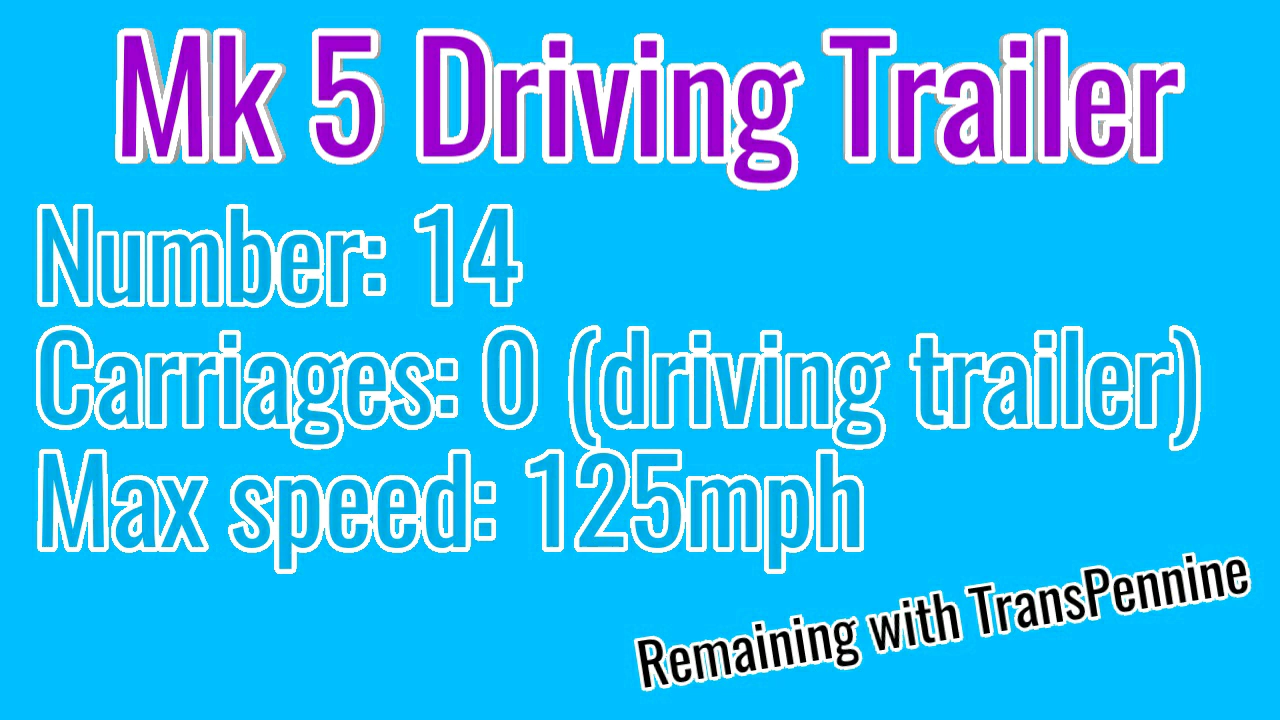 Mk 5 Driving Trailer
Number: 14
Carriages: 0 (driving trailer)
Max speed: 125mph
Remaining with TransPennine